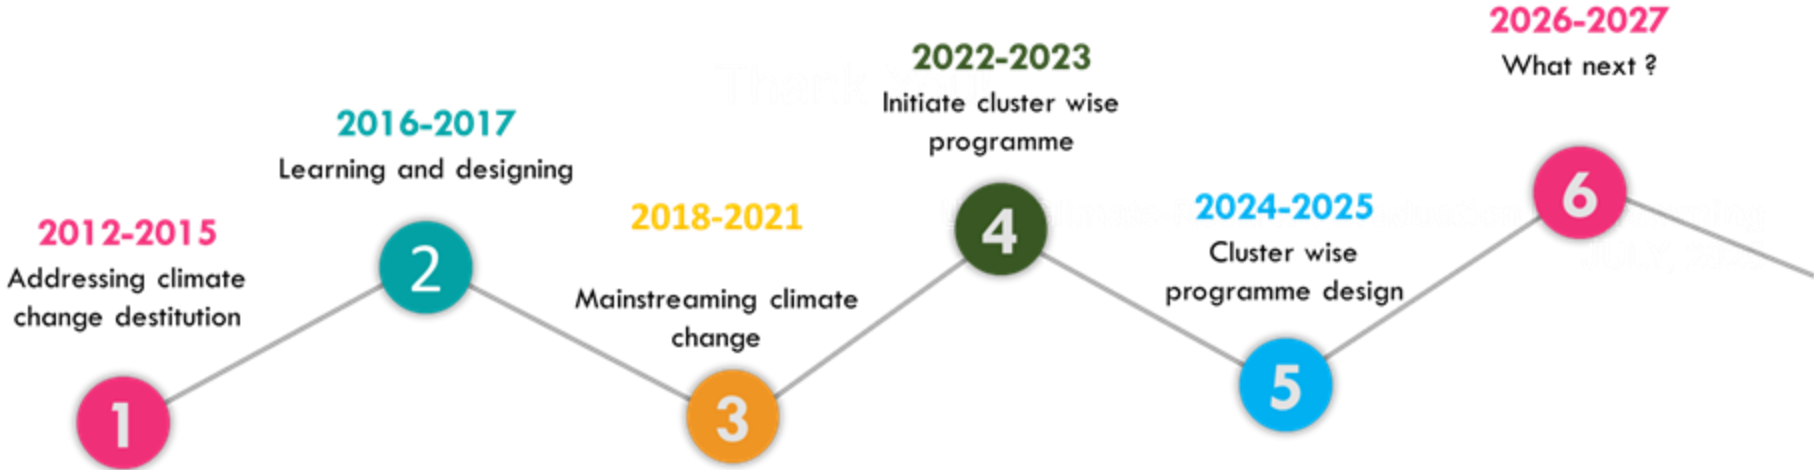 2012-2015
Addressing climate
change destitution
1
2016-2017
Learning and designing
2
2018-2021
Mainstreaming climate
change
3
2022-2023
Initiate cluster wise
programme
4
2024-2025
Cluster wise
programme design
5
2026-2027
What next ?
6